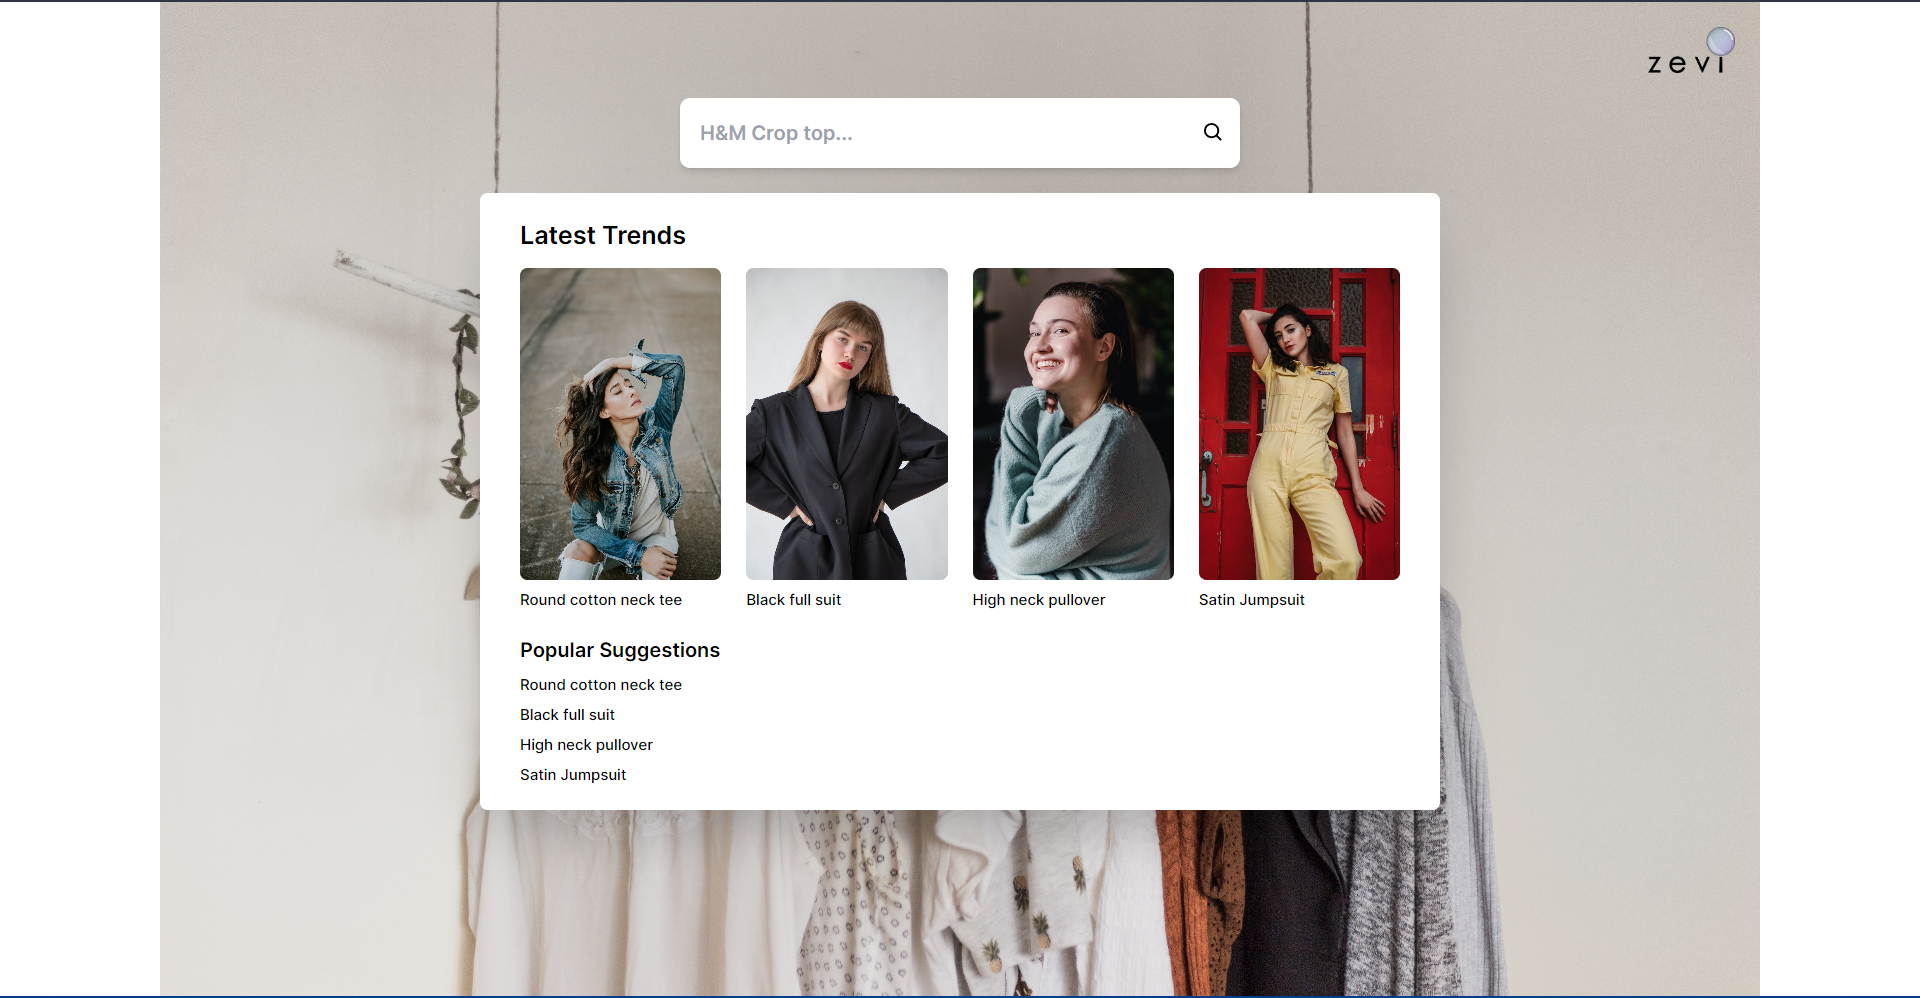 zevi
H&M Crop top...
Latest Trends
Round cotton neck tee
Black full suit
High neck pullover
Satin Jumpsuit
Popular Suggestions
Round cotton neck tee
Black full suit
High neck pullover
Satin Jumpsuit